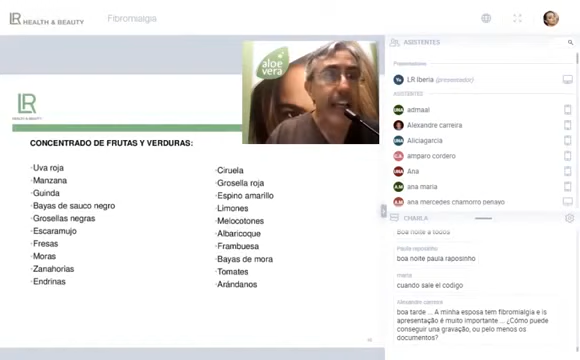 LR HEALTH & BEAUTY
Fibromialgia
aloe
vera
LR
HEALTH & BEAUTY
CONCENTRADO DE FRUTAS Y VERDURAS:
·Uva roja
·Manzana
·Guinda
·Bayas de sauco negro
·Grosellas negras
·Escaramujo
·Fresas
·Moras
·Zanahorias
·Endrinas
·Ciruela
·Grosella roja
·Espino amarillo
·Limones
·Melocotones
·Albaricoque
·Frambuesa
·Bayas de mora
·Tomates
·Arándanos
ASISTENTES
LR Iberia (presentador)
ASISTENTES
admaal
Alexandre carreira
Aliciagarcia
amparo cordero
Ana
ana maria
ana mercedes chamorro penayo
CHARLA
Boa noite a todos
Paula raposinho
boa noite paula raposinho
maria
cuando sale el codigo
Alexandre carreira
boa tarde ... A minha esposa tem fibromialgia e is
apresentação é muito importante ... ¿Cómo puede
conseguir una gravação, ou pelo menos os
documentos?